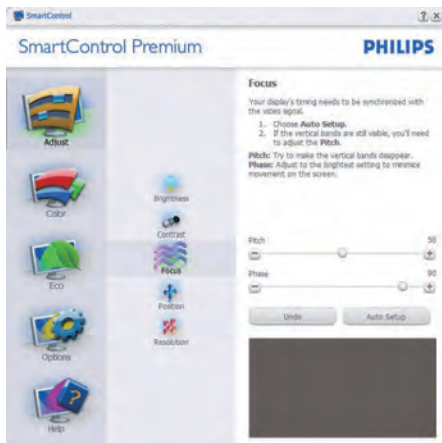 SmartControl
? x
SmartControl Premium
PHILIPS
Adjust
Color
Eco
Options
Help
Brightness
Contrast
Focus
Position
Resolution
Focus
Your display's timing needs to be synchronized with
the video signal.
1. Choose Auto Setup.
2. If the vertical bands are still visible, you'll need
to adjust the Pitch.
Pitch: Try to make the vertical bands disappear.
Phase: Adjust to the brightest setting to minimize
movement on the screen.
Pitch 50
Phase 90
Undo Auto Setup